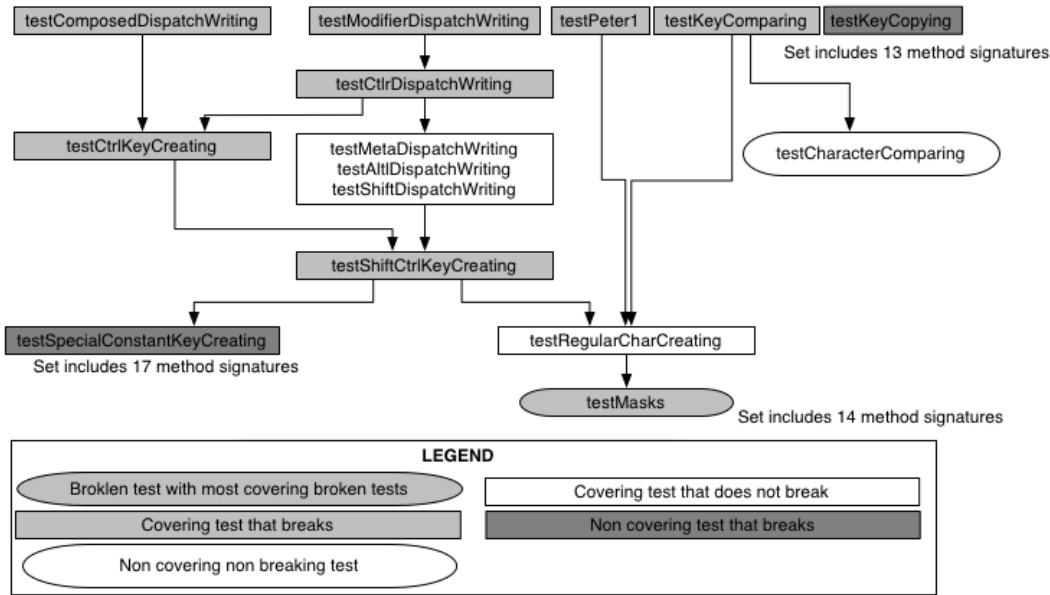 testComposedDispatchWriting
testModifierDispatchWriting
testPeter1
testKeyComparing
testKeyCopying
Set includes 13 method signatures
testCtlrDispatchWriting
testCtrlKeyCreating
testMetaDispatchWriting
testAltlDispatchWriting
testShiftDispatchWriting
testCharacterComparing
testShiftCtrlKeyCreating
testSpecialConstantKeyCreating
Set includes 17 method signatures
testRegularCharCreating
testMasks
Set includes 14 method signatures
LEGEND
Broklen test with most covering broken tests
Covering test that does not break
Covering test that breaks
Non covering test that breaks
Non covering non breaking test